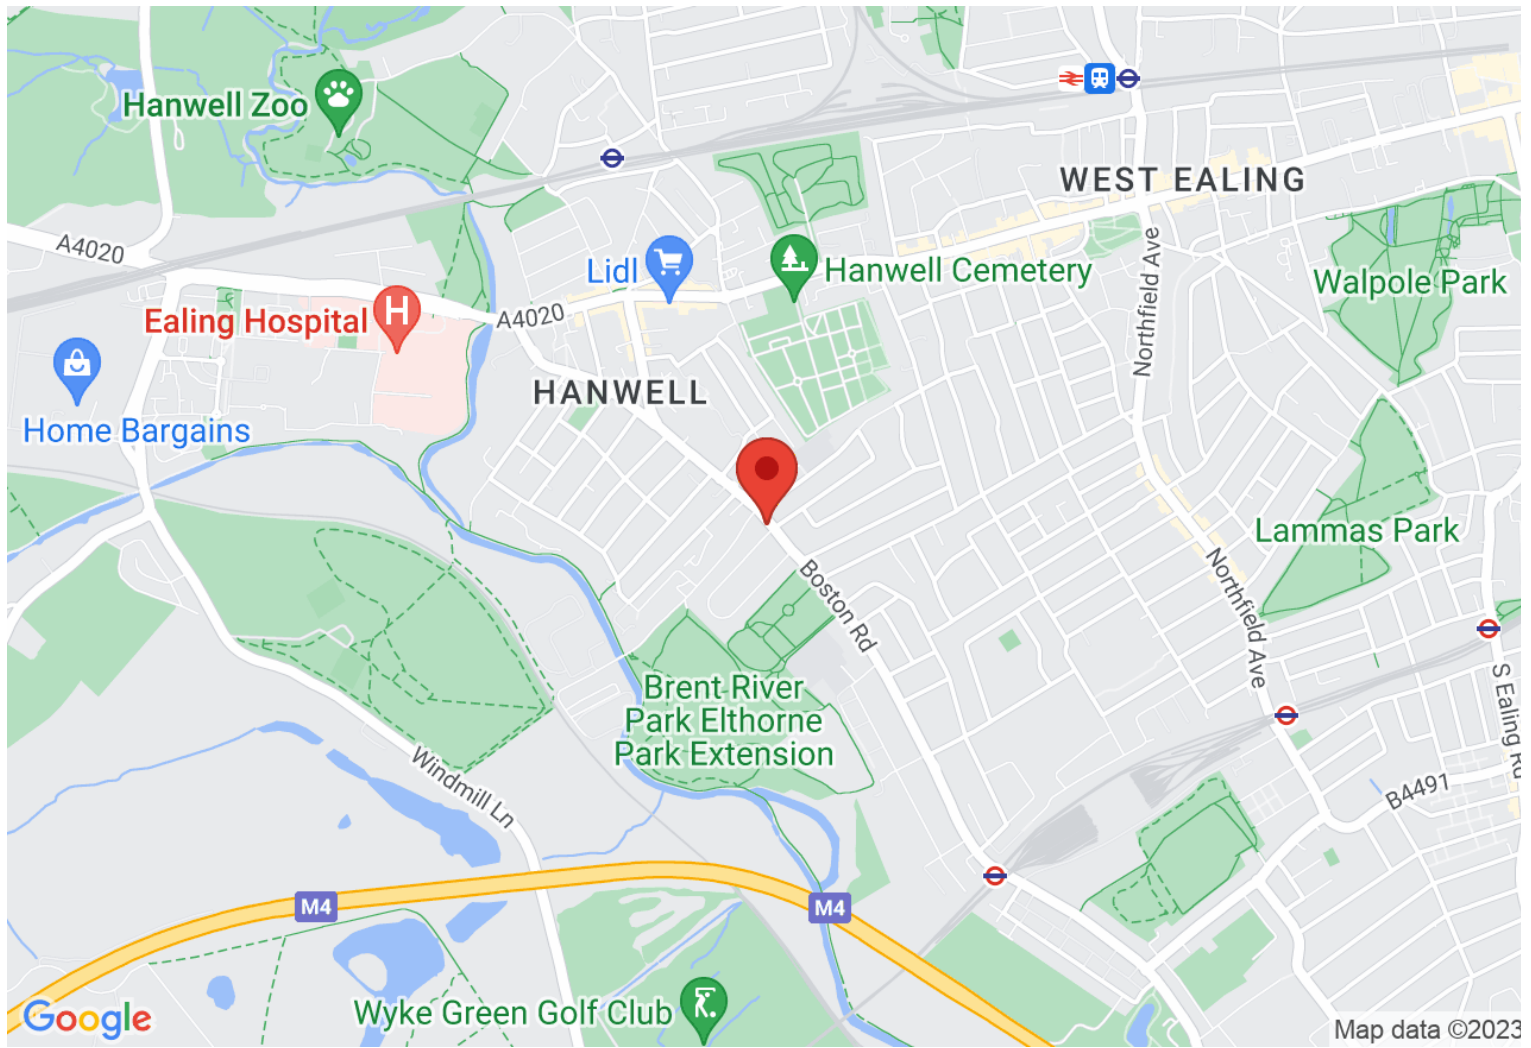 Hanwell Zoo
WEST EALING
A4020
Lidl
Hanwell Cemetery
Walpole Park
Ealing Hospital
H
A4020
Northfield Ave
HANWELL
Home Bargains
Lammas Park
Boston Rd
Northfield Ave
Brent River
Park Elthorne
Park Extension
S Ealing Rd
Windmill Ln
B4491
M4
M4
Wyke Green Golf Club
Google
Map data ©2023